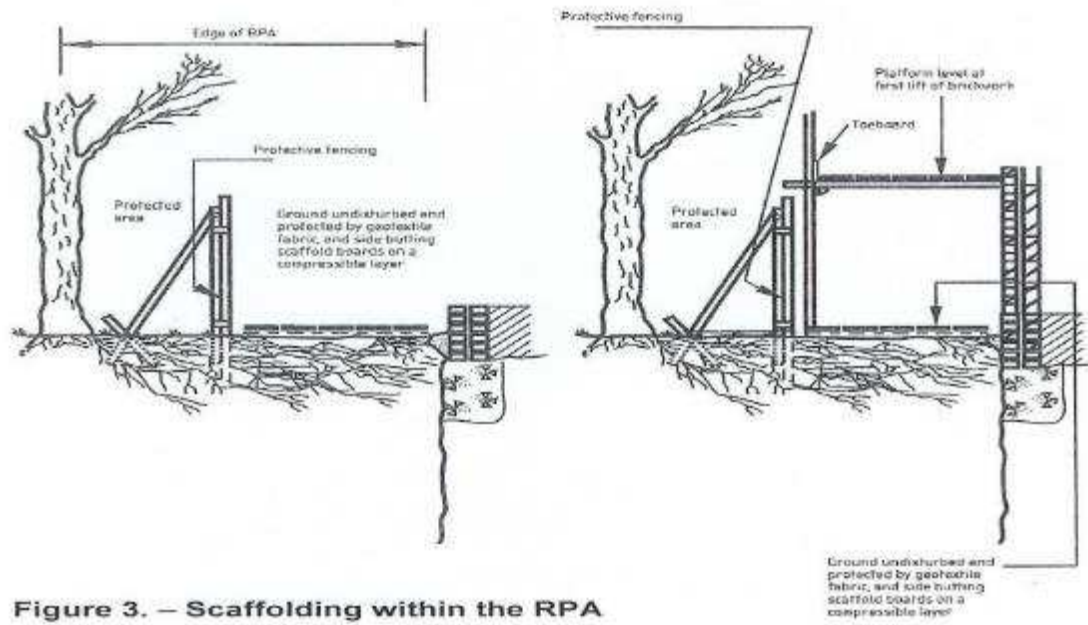 Edge of RPA
Protective fencing
Protected
area
Ground undisturbed and
protected by geotextile
fabric, and side butting
scaffold boards on a
compressible layer
Protective fencing
Platform level at
first lift of brickwork
Toeboard
Protected
area
Ground undisturbed and
protected by geotextile
fabric, and side butting
scaffold boards on a
compressible layer
Figure 3. – Scaffolding within the RPA